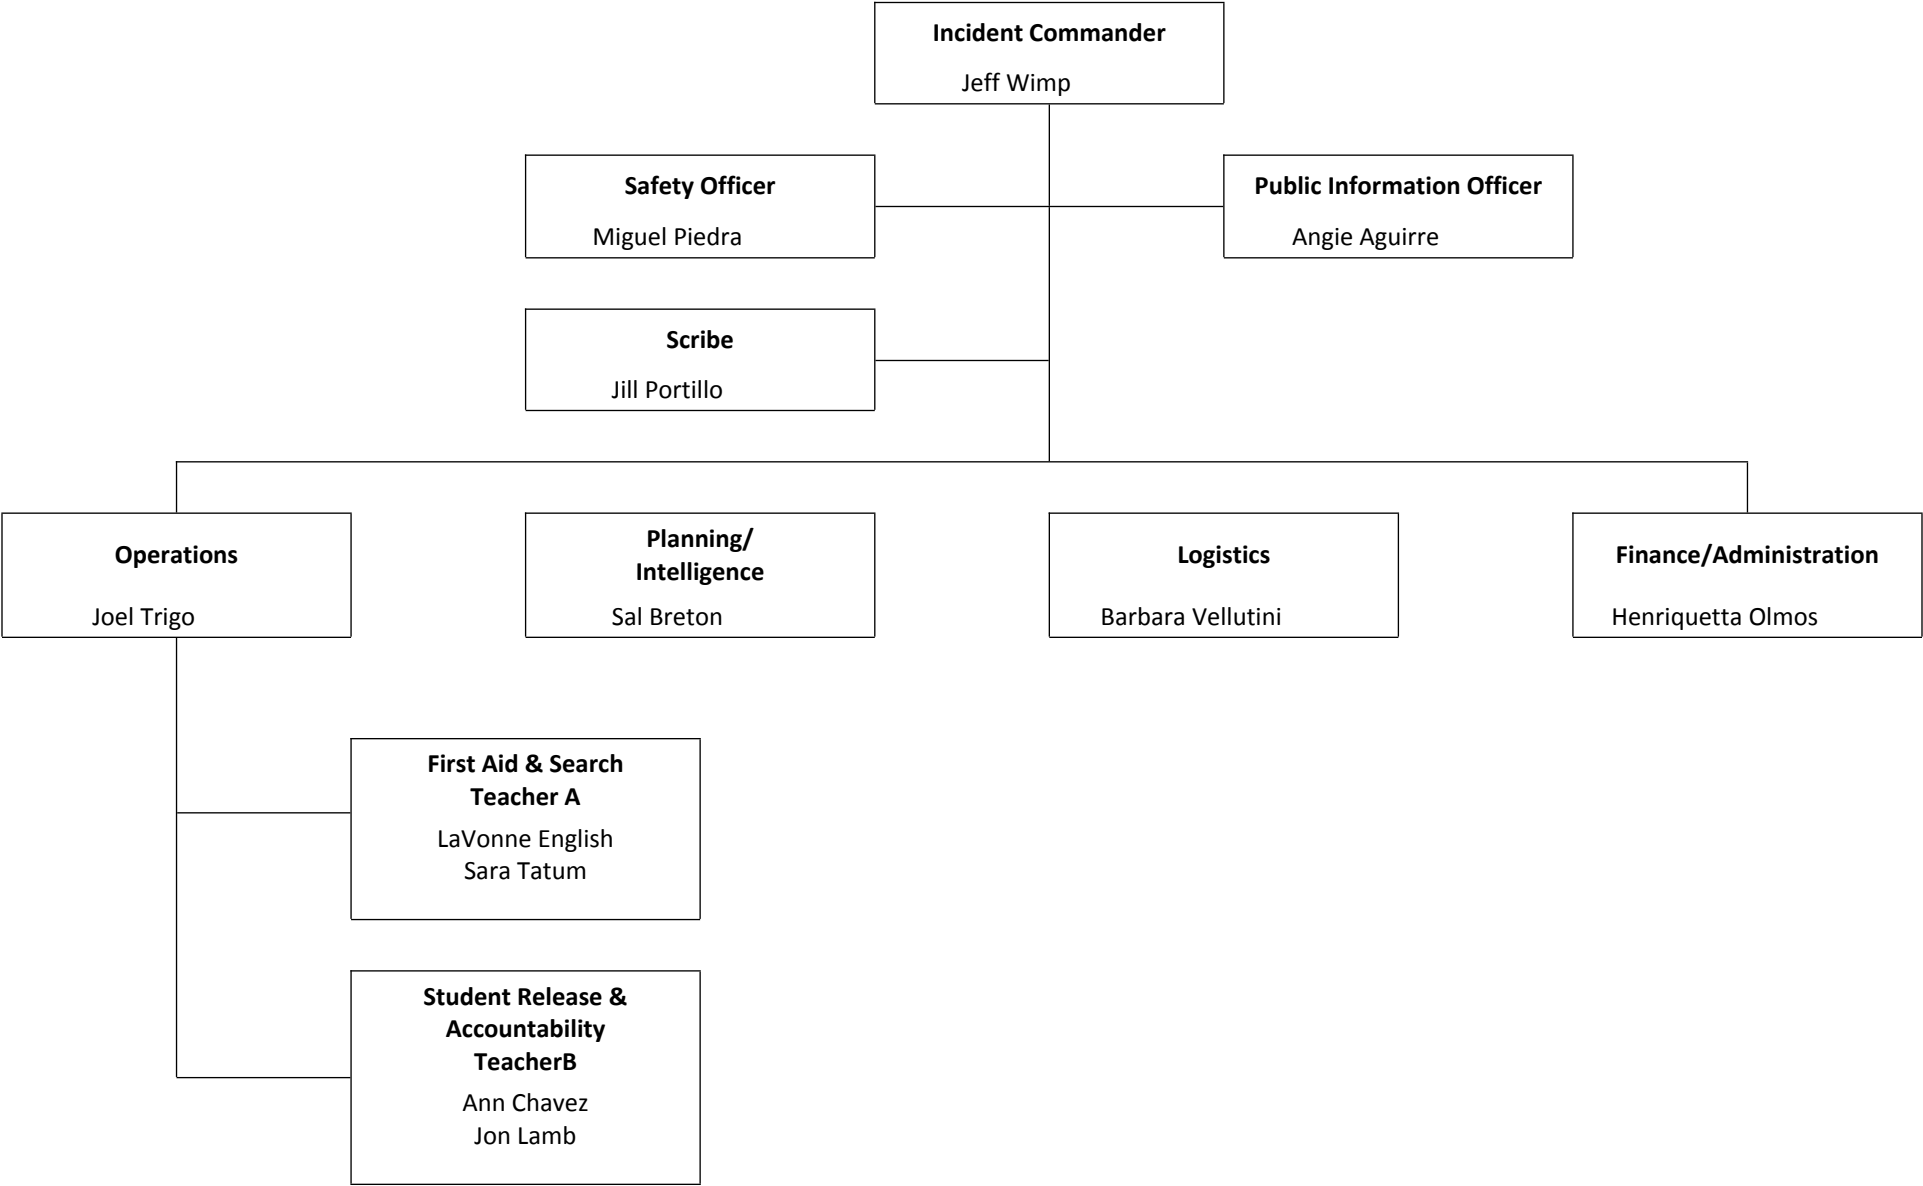 Incident Commander
Jeff Wimp
Safety Officer
Miguel Piedra
Public Information Officer
Angie Aguirre
Scribe
Jill Portillo
Operations
Joel Trigo
Planning/
Intelligence
Sal Breton
Logistics
Barbara Vellutini
Finance/Administration
Henriquetta Olmos
First Aid & Search
Teacher A
LaVonne English
Sara Tatum
Student Release &
Accountability
TeacherB
Ann Chavez
Jon Lamb